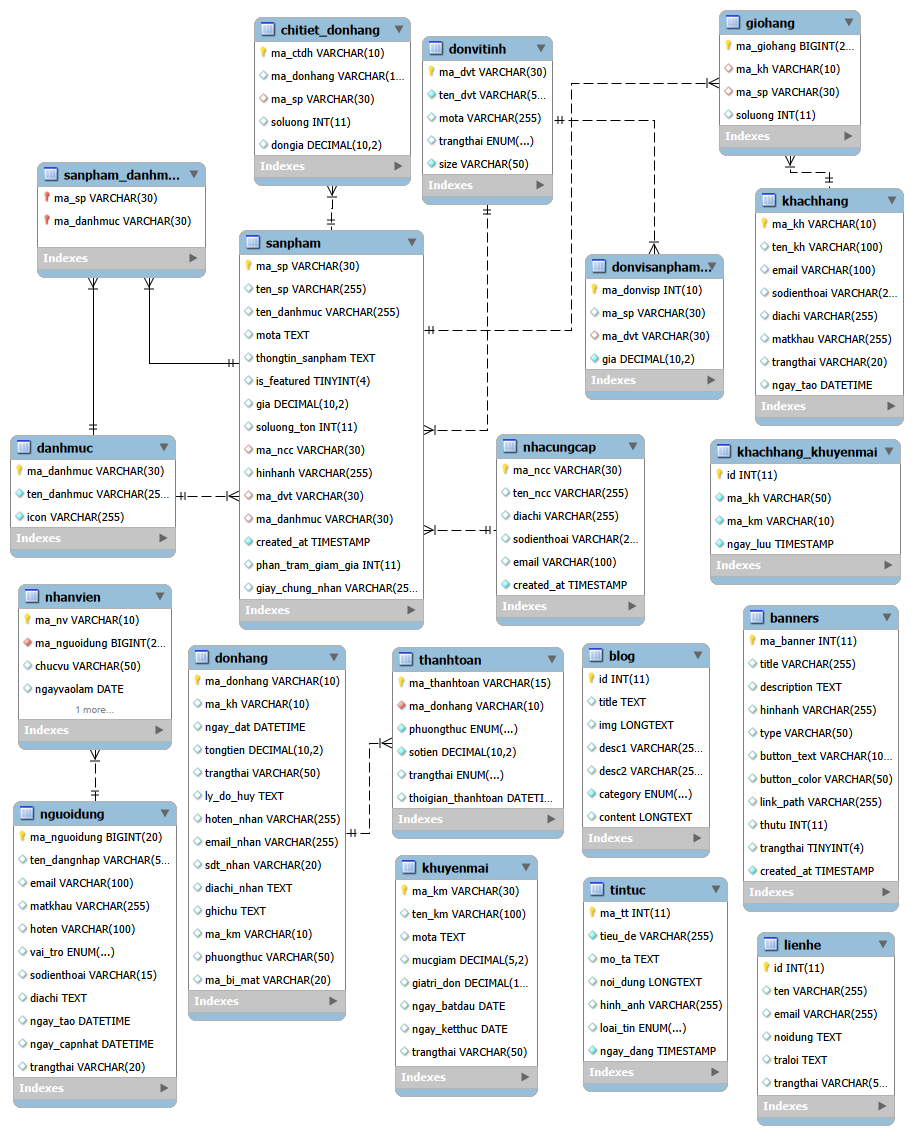 chitiet_donhang
ma_ctdh VARCHAR(10)
ma_donhang VARCHAR(1...
ma_sp VARCHAR(30)
soluong INT(11)
dongia DECIMAL(10,2)
Indexes
donvitinh
ma_dvt VARCHAR(30)
ten_dvt VARCHAR(5...
mota VARCHAR(255)
trangthai ENUM(...)
size VARCHAR(50)
Indexes
giohang
ma_giohang BIGINT(2...
ma_kh VARCHAR(10)
ma_sp VARCHAR(30)
soluong INT(11)
Indexes
sanpham_danhm...
ma_sp VARCHAR(30)
ma_danhmuc VARCHAR(30)
Indexes
sanpham
ma_sp VARCHAR(30)
ten_sp VARCHAR(255)
ten_danhmuc VARCHAR(255)
mota TEXT
thongtin_sanpham TEXT
is_featured TINYINT(4)
gia DECIMAL(10,2)
soluong_ton INT(11)
ma_ncc VARCHAR(30)
hinhanh VARCHAR(255)
ma_dvt VARCHAR(30)
ma_danhmuc VARCHAR(30)
created_at TIMESTAMP
phan_tram_giam_gia INT(11)
giay_chung_nhan VARCHAR(25...
Indexes
donvisanpham...
ma_donvisp INT(10)
ma_sp VARCHAR(30)
ma_dvt VARCHAR(30)
gia DECIMAL(10,2)
Indexes
khachhang
ma_kh VARCHAR(10)
ten_kh VARCHAR(100)
email VARCHAR(100)
sodienthoai VARCHAR(2...
diachi VARCHAR(255)
matkhau VARCHAR(255)
trangthai VARCHAR(20)
ngay_tao DATETIME
Indexes
danhmuc
ma_danhmuc VARCHAR(30)
ten_danhmuc VARCHAR(25...
icon VARCHAR(255)
Indexes
nhacungcap
ma_ncc VARCHAR(30)
ten_ncc VARCHAR(255)
diachi VARCHAR(255)
sodienthoai VARCHAR(2...
email VARCHAR(100)
created_at TIMESTAMP
Indexes
khachhang_khuyenmai
id INT(11)
ma_kh VARCHAR(50)
ma_km VARCHAR(10)
ngay_luu TIMESTAMP
Indexes
nhanvien
ma_nv VARCHAR(10)
ma_nguoidung BIGINT(2...
chucvu VARCHAR(50)
ngayvaolam DATE
1 more...
Indexes
donhang
ma_donhang VARCHAR(10)
ma_kh VARCHAR(10)
ngay_dat DATETIME
tongtien DECIMAL(10,2)
trangthai VARCHAR(50)
ly_do_huy TEXT
hoten_nhan VARCHAR(255)
email_nhan VARCHAR(255)
sdt_nhan VARCHAR(20)
diachi_nhan TEXT
ghichu TEXT
ma_km VARCHAR(10)
phuongthuc VARCHAR(50)
ma_bi_mat VARCHAR(20)
Indexes
thanhtoan
ma_thanhtoan VARCHAR(15)
ma_donhang VARCHAR(10)
phuongthuc ENUM(...)
sotien DECIMAL(10,2)
trangthai ENUM(...)
thoigian_thanhtoan DATETI...
Indexes
blog
id INT(11)
title TEXT
img LONGTEXT
desc1 VARCHAR(25...
desc2 VARCHAR(25...
category ENUM(...)
content LONGTEXT
Indexes
banners
ma_banner INT(11)
title VARCHAR(255)
description TEXT
hinhanh VARCHAR(255)
type VARCHAR(50)
button_text VARCHAR(10...
button_color VARCHAR(50)
link_path VARCHAR(255)
thutu INT(11)
trangthai TINYINT(4)
created_at TIMESTAMP
Indexes
nguoidung
ma_nguoidung BIGINT(20)
ten_dangnhap VARCHAR(5...
email VARCHAR(100)
matkhau VARCHAR(255)
hoten VARCHAR(100)
vai_tro ENUM(...)
sodienthoai VARCHAR(15)
diachi TEXT
ngay_tao DATETIME
ngay_capnhat DATETIME
trangthai VARCHAR(20)
Indexes
khuyenmai
ma_km VARCHAR(30)
ten_km VARCHAR(100)
mota TEXT
mucgiam DECIMAL(5,2)
giatri_don DECIMAL(1...
ngay_batdau DATE
ngay_ketthuc DATE
trangthai VARCHAR(50)
Indexes
tintuc
ma_tt INT(11)
tieu_de VARCHAR(255)
mo_ta TEXT
noi_dung LONGTEXT
hinh_anh VARCHAR(255)
loai_tin ENUM(...)
ngay_dang TIMESTAMP
Indexes
lienhe
id INT(11)
ten VARCHAR(255)
email VARCHAR(255)
noidung TEXT
traloi TEXT
trangthai VARCHAR(5...
Indexes